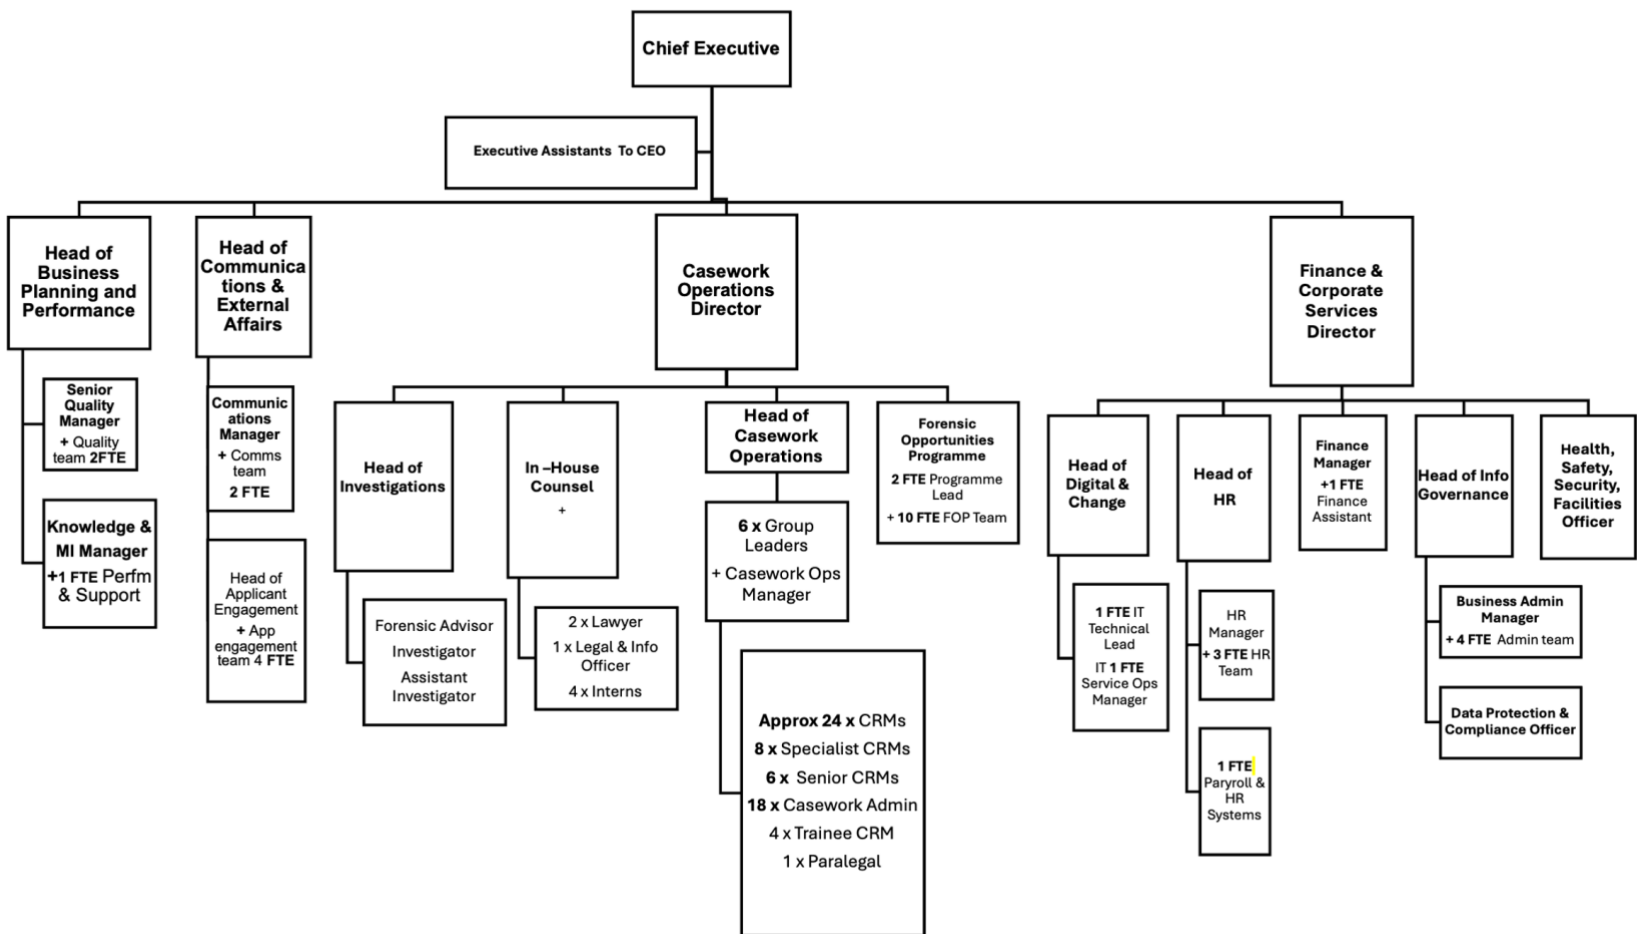 Chief Executive
Executive Assistants To CEO
Head of
Business
Planning and
Performance
Head of
Communica
tions &
External
Affairs
Casework
Operations
Director
Finance &
Corporate
Services
Director
Senior
Quality
Manager
+ Quality
team 2FTE
Knowledge &
MI Manager
+1 FTE Perfm
& Support
Communic
ations
Manager
+ Comms
team
2 FTE
Head of
Applicant
Engagement
+ App
engagement
team 4 FTE
Head of
Investigations
Forensic Advisor
Investigator
Assistant
Investigator
In –House
Counsel
+
2 x Lawyer
1 x Legal & Info
Officer
4 x Interns
Head of
Casework
Operations
6 x Group
Leaders
+ Casework Ops
Manager
Approx 24 x CRMs
8 x Specialist CRMs
6 x Senior CRMs
18 x Casework Admin
4 x Trainee CRM
1 x Paralegal
Forensic
Opportunities
Programme
2 FTE Programme
Lead
+ 10 FTE FOP Team
Head of
Digital &
Change
1 FTE IT
Technical
Lead
IT 1 FTE
Service Ops
Manager
Head of
HR
HR
Manager
+ 3 FTE HR
Team
1 FTE
Paryroll &
HR
Systems
Finance
Manager
+1 FTE
Finance
Assistant
Head of Info
Governance
Business Admin
Manager
+ 4 FTE Admin team
Data Protection &
Compliance Officer
Health,
Safety,
Security,
Facilities
Officer